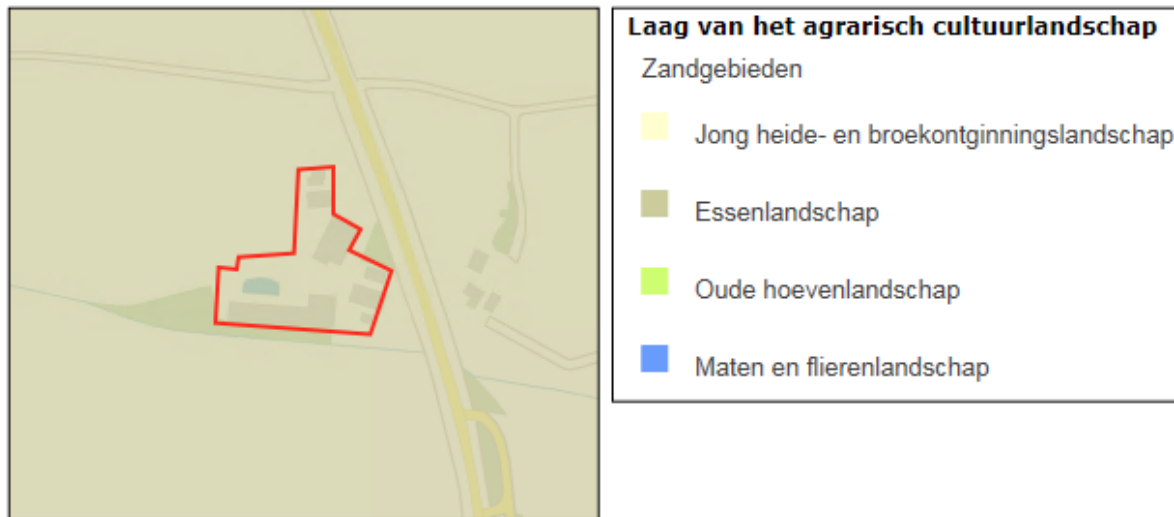 Laag van het agrarisch cultuurlandschap
Zandgebieden
Jong heide- en broekontginningslandschap
Essenlandschap
Oude hoevenlandschap
Maten en flierenlandschap